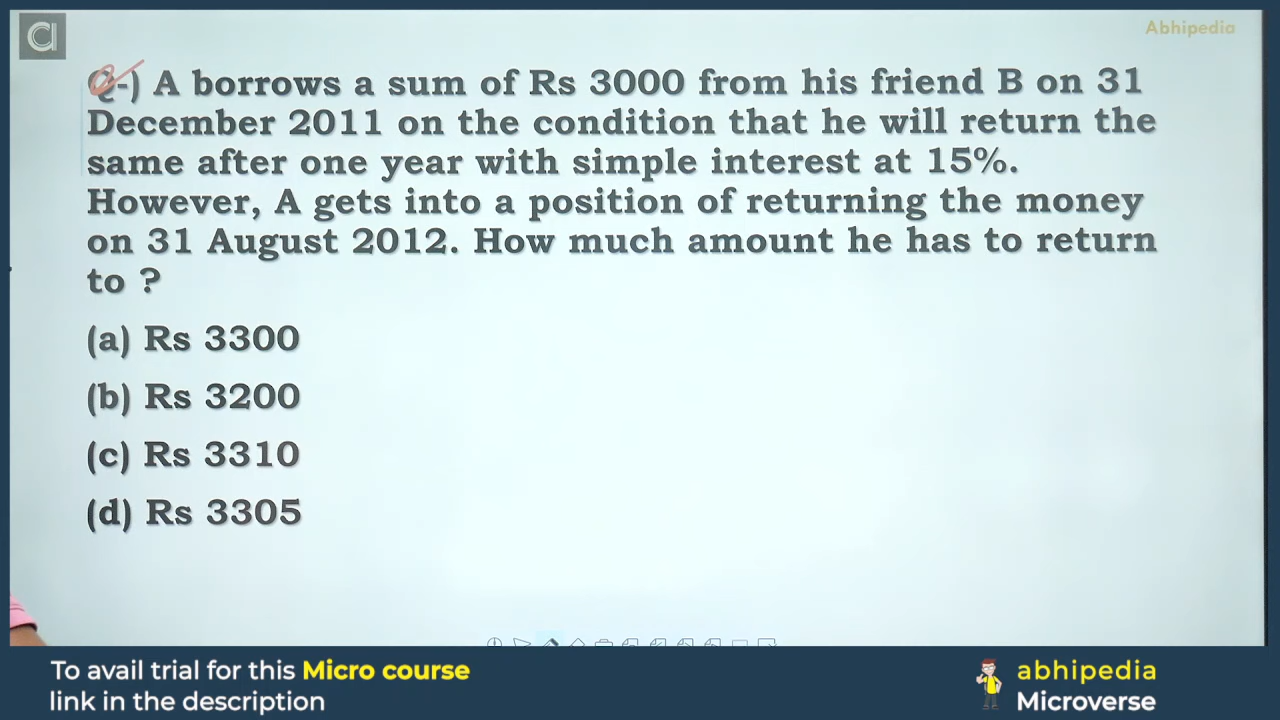 Abhipedia
Q-) A borrows a sum of Rs 3000 from his friend B on 31
December 2011 on the condition that he will return the
same after one year with simple interest at 15%.
However, A gets into a position of returning the money
on 31 August 2012. How much amount he has to return
to ?
(a) Rs 3300
(b) Rs 3200
(c) Rs 3310
(d) Rs 3305
To avail trial for this Micro course
link in the description
abhipedia
Microverse